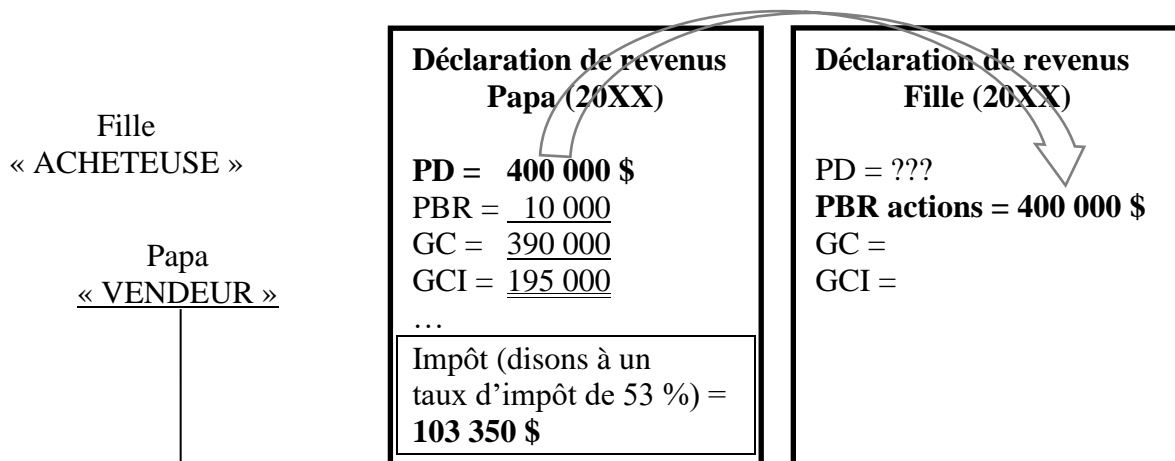 Fille
« ACHETEUSE »
Papa
« VENDEUR »
Déclaration de revenus
Papa (20XX)
PD = 400 000 $
PBR = 10 000
GC = 390 000
GCI = 195 000
…
Impôt (disons à un
taux d’impôt de 53 %) =
103 350 $
Déclaration de revenus
Fille (20XX)
PD = ???
PBR actions = 400 000 $
GC =
GCI =